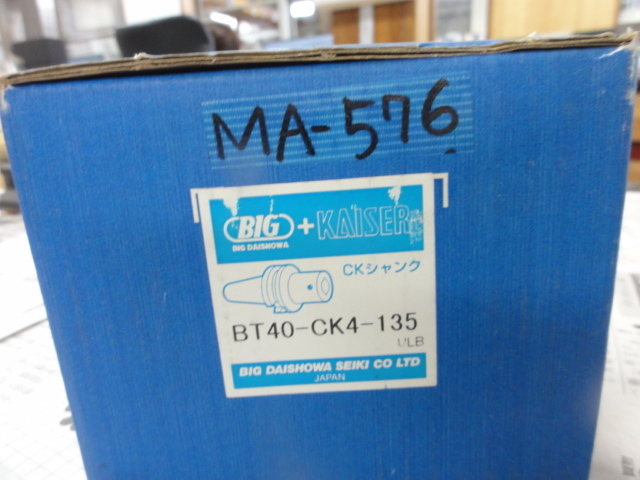 MA-576
BIG + KAISER
BIG DAISHOWA
CKシャンク
BT40-CK4-135
BIG DAISHOWA SEIKI CO LTD
JAPAN